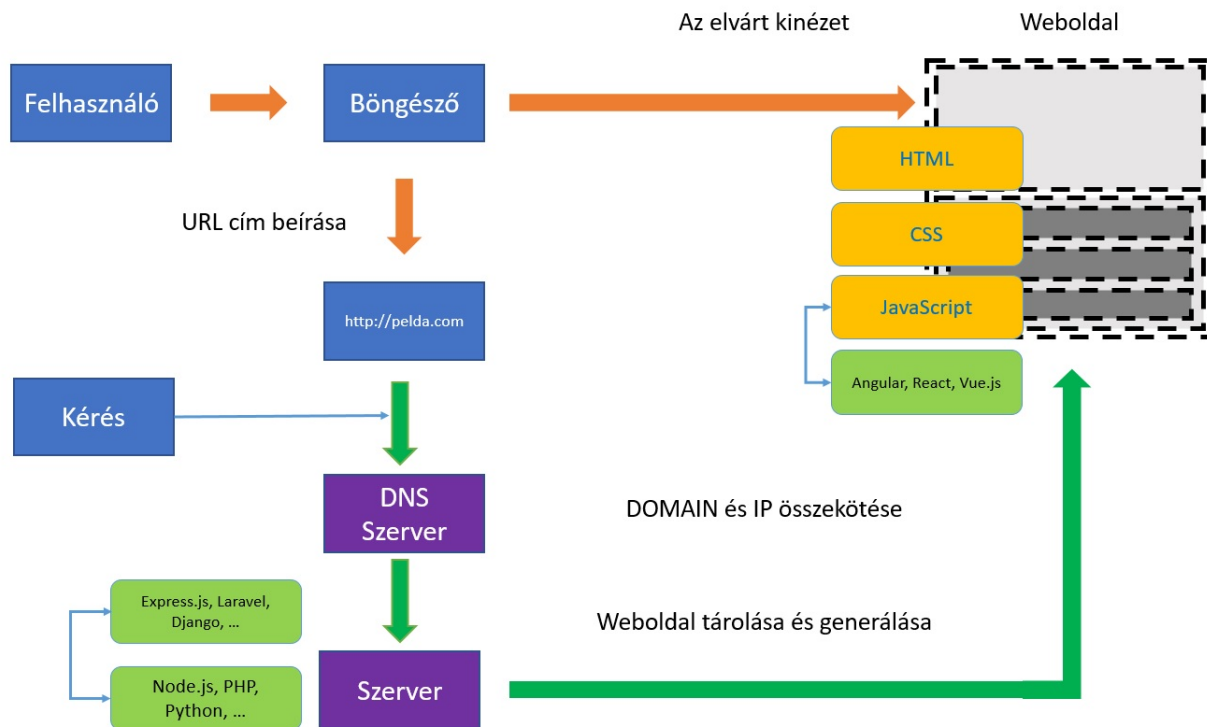 Az elvárt kinézet
Weboldal
Felhasználó
Böngésző
HTML
URL cím beírása
CSS
http://pelda.com
JavaScript
Angular, React, Vue.js
Kérés
DNS
Szerver
DOMAIN és IP összekötése
Express.js, Laravel,
Django, ...
Weboldal tárolása és generálása
Node.js, PHP,
Python, ...
Szerver